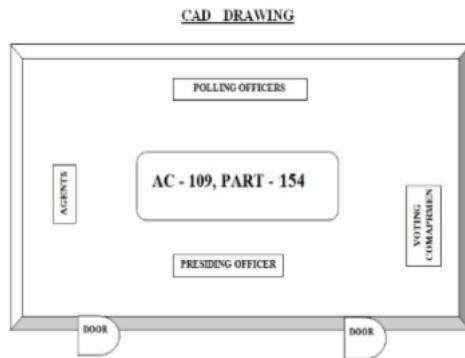 CAD DRAWING
POLLING OFFICERS
AGENTS
AC - 109, PART - 154
VOTING
COMAPRMEN
PRESIDING OFFICER
DOOR
DOOR